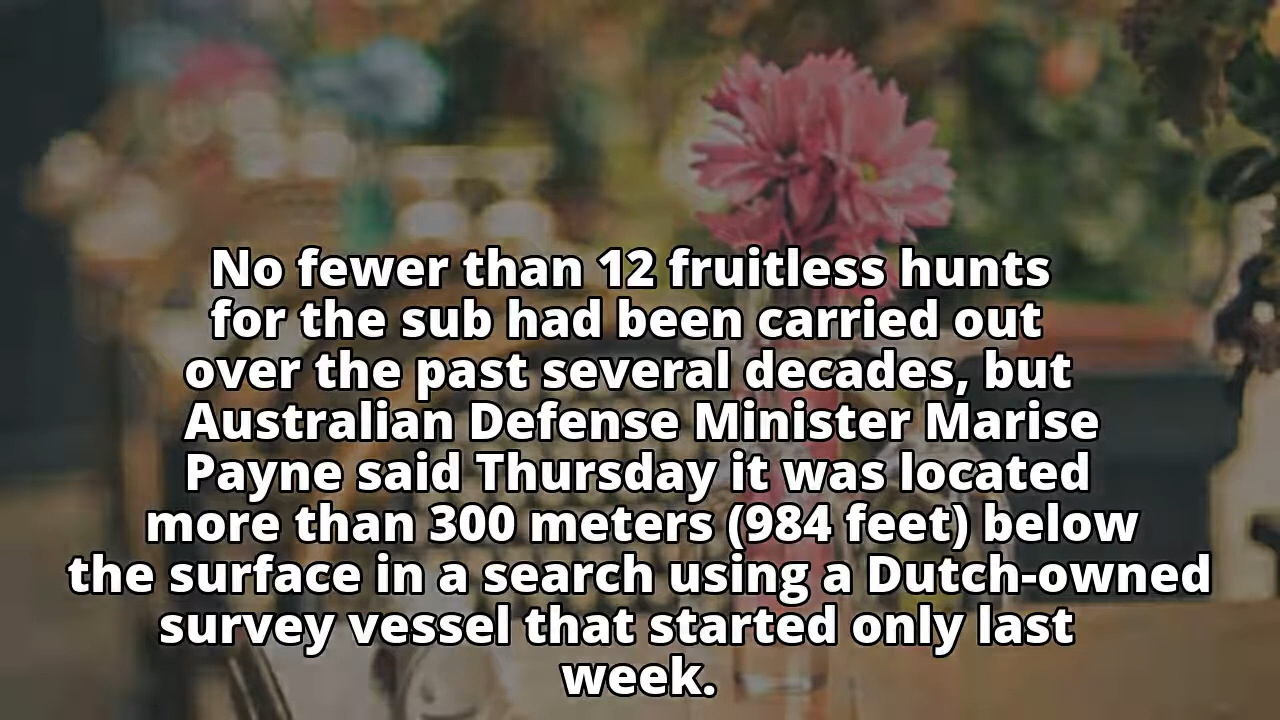 No fewer than 12 fruitless hunts
for the sub had been carried out
over the past several decades, but
Australian Defense Minister Marise
Payne said Thursday it was located
more than 300 meters (984 feet) below
the surface in a search using a Dutch-owned
survey vessel that started only last
week.